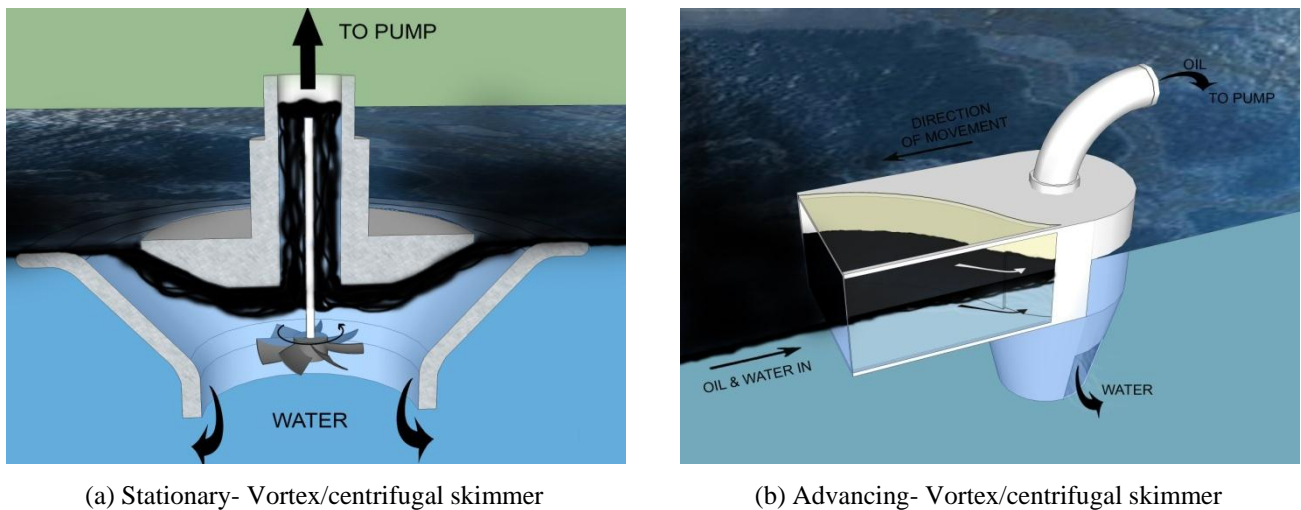 TO PUMP
WATER
OIL
TO PUMP
DIRECTION
OF MOVEMENT
OIL & WATER IN
WATER
(a) Stationary- Vortex/centrifugal skimmer
(b) Advancing- Vortex/centrifugal skimmer